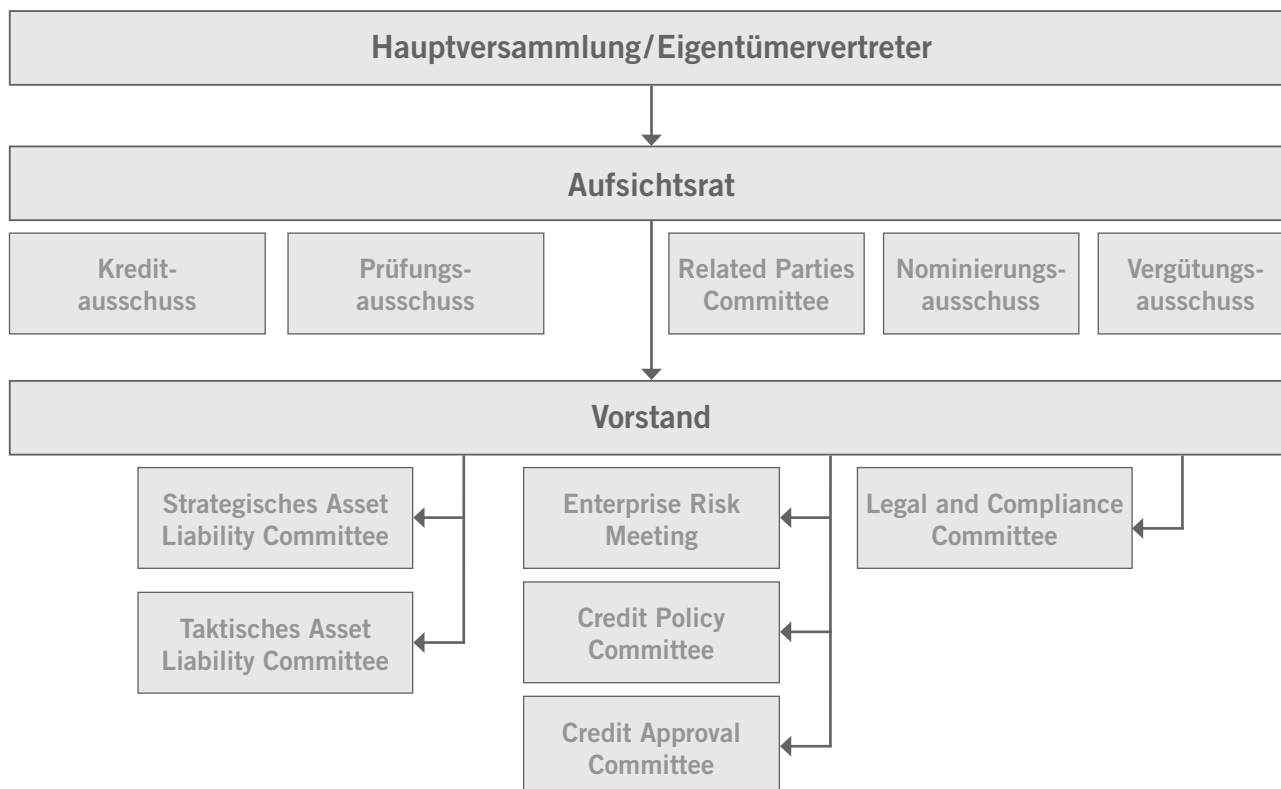 Hauptversammlung/Eigentümervertreter
Aufsichtsrat
Kredit-
ausschuss
Prüfungs-
ausschuss
Related Parties
Committee
Nominierungs-
ausschuss
Vergütungs-
ausschuss
Vorstand
Strategisches Asset
Liability Committee
Taktisches Asset
Liability Committee
Enterprise Risk
Meeting
Credit Policy
Committee
Credit Approval
Committee
Legal and Compliance
Committee